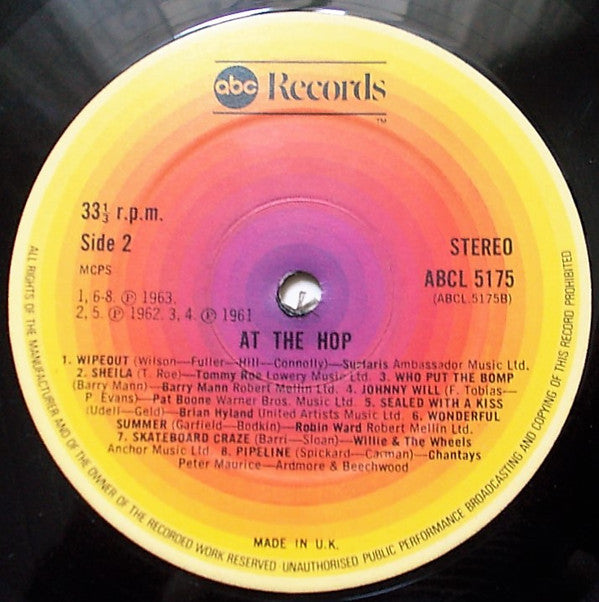 abc Records
TM
33⅓ r.p.m.
Side 2
MCPS
STEREO
ABCL 5175
(ABCL.5175B)
1, 6-8. ℗ 1963.
2, 5. ℗ 1962. 3, 4. ℗ 1961
AT THE HOP
1. WIPEOUT (Wilson—Fuller—Hill—Connolly)—Surfaris Ambassador Music Ltd.
2. SHEILA (T. Roe)—Tommy Roe Lowery Music Ltd. 3. WHO PUT THE BOMP
(Barry Mann)—Barry Mann Robert Mellin Ltd. 4. JOHNNY WILL (F. Tobias—
P. Evans)—Pat Boone Warner Bros. Music Ltd. 5. SEALED WITH A KISS
(Udell—Geld)—Brian Hyland United Artists Music Ltd. 6. WONDERFUL
SUMMER (Garfield—Bodkin)—Robin Ward Robert Mellin Ltd.
7. SKATEBOARD CRAZE (Barri—Sloan)—Willie & The Wheels
Anchor Music Ltd. 8. PIPELINE (Spickard—Carman)—Chantays
Peter Maurice—Ardmore & Beechwood
MADE IN U.K.
ALL RIGHTS OF THE MANUFACTURER AND OF THE OWNER OF THE RECORDED WORK RESERVED UNAUTHORISED PUBLIC PERFORMANCE BROADCASTING AND COPYING OF THIS RECORD PROHIBITED